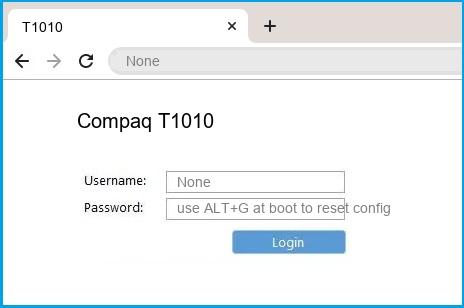 T1010
None
Compaq T1010
Username: None
Password: use ALT+G at boot to reset config
Login